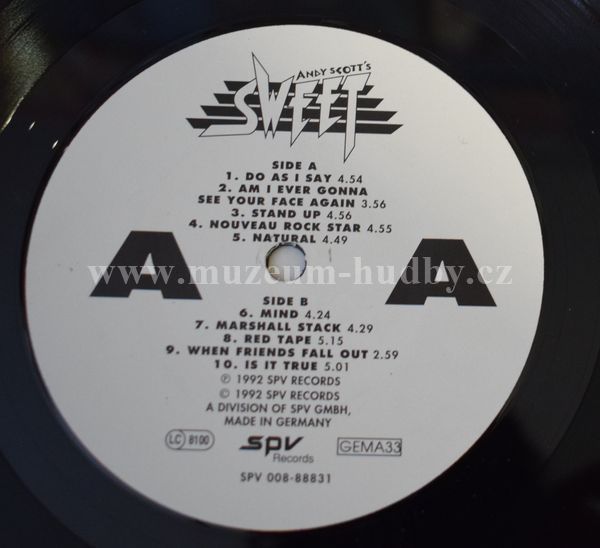 ANDY SCOTT'S
SWEET
SIDE A
1. DO AS I SAY 4.54
2. AM I EVER GONNA
SEE YOUR FACE AGAIN 3.56
3. STAND UP 4.56
4. NOUVEAU ROCK STAR 4.55
5. NATURAL 4.49
A A
www.muzeum-hudby.cz
SIDE B
6. MIND 4.24
7. MARSHALL STACK 4.29
8. RED TAPE 5.15
9. WHEN FRIENDS FALL OUT 2.59
10. IS IT TRUE 5.01
℗ 1992 SPV RECORDS
© 1992 SPV RECORDS
A DIVISION OF SPV GMBH,
MADE IN GERMANY
LC 8100 spv Records GEMA33
SPV 008-88831